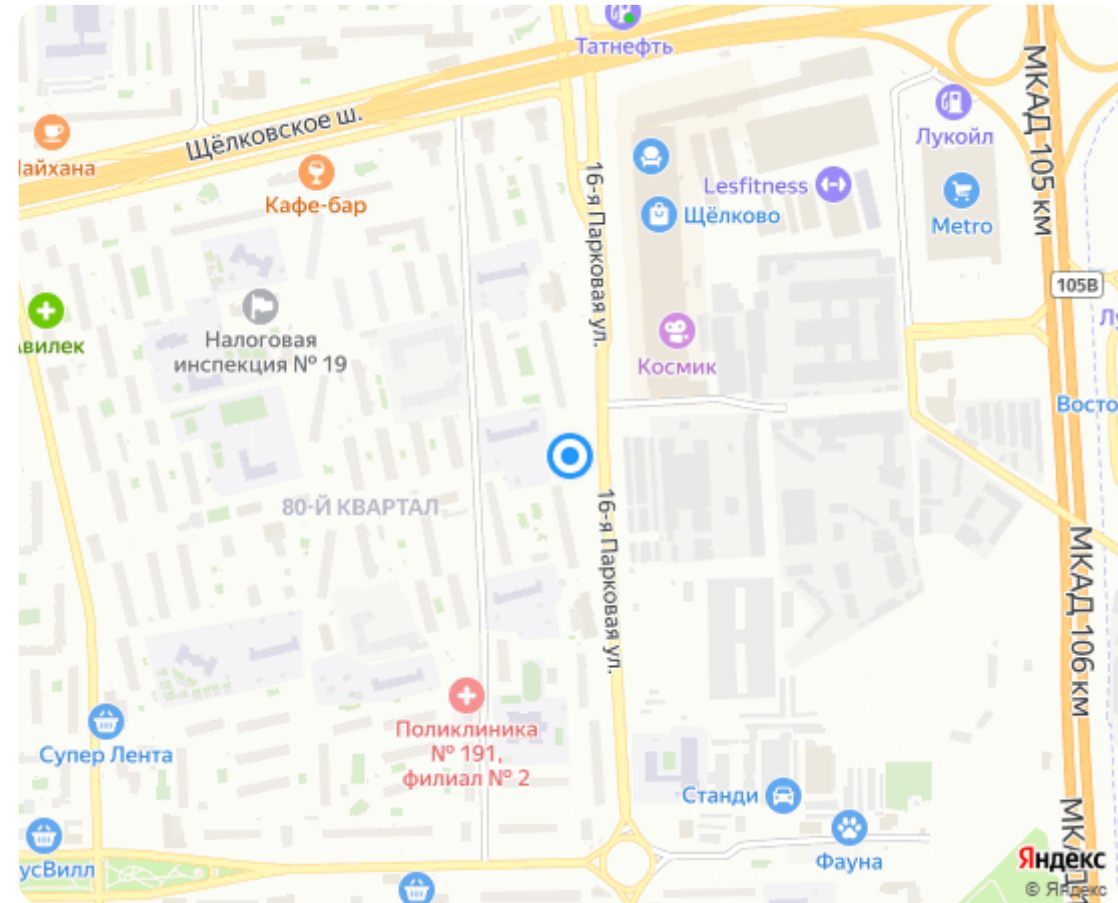 Татнефть
МКАД 105 км
Щёлковское ш.
Лукойл
айхана
Кафе-бар
16-я Парковая ул.
Lesfitness
Щёлково
Metro
105В
Налоговая
инспекция № 19
вилек
Космик
Восто
80-Й КВАРТАЛ
16-я Парковая ул.
МКАД 106 км
Поликлиника
№ 191,
филиал № 2
Супер Лента
Станди
Фауна
усВилл
МКАД
Яндекс
© Яндекс